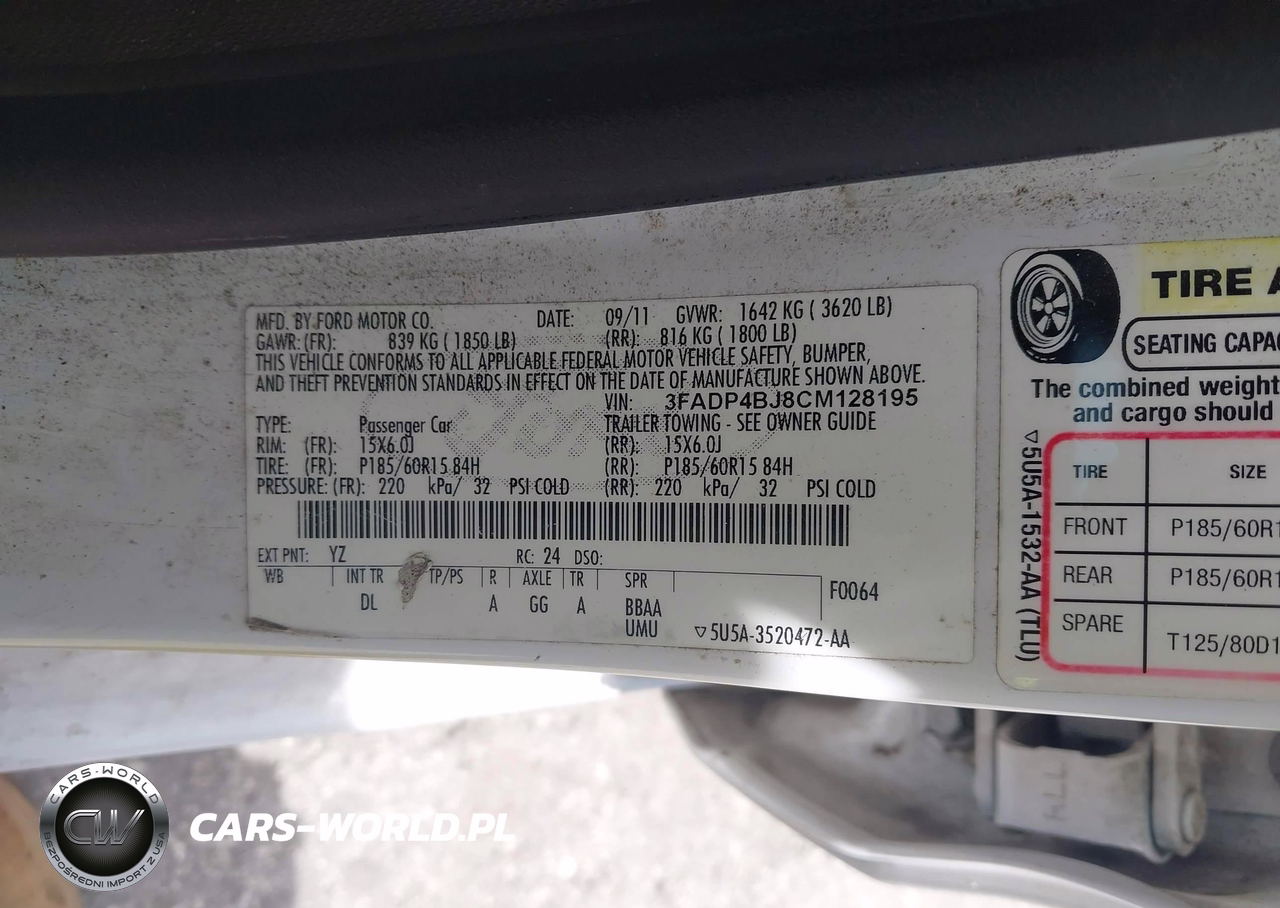 MFD. BY FORD MOTOR CO. DATE: 09/11 GVWR: 1642 KG ( 3620 LB)
GAWR: (FR): 839 KG ( 1850 LB) (RR): 816 KG ( 1800 LB)
THIS VEHICLE CONFORMS TO ALL APPLICABLE FEDERAL MOTOR VEHICLE SAFETY, BUMPER,
AND THEFT PREVENTION STANDARDS IN EFFECT ON THE DATE OF MANUFACTURE SHOWN ABOVE.
VIN: 3FADP4BJ8CM128195
TYPE: Passenger Car TRAILER TOWING - SEE OWNER GUIDE
RIM: (FR): 15X6.0J (RR): 15X6.0J
TIRE: (FR): P185/60R15 84H (RR): P185/60R15 84H
PRESSURE: (FR): 220 kPa/ 32 PSI COLD (RR): 220 kPa/ 32 PSI COLD
EXT PNT: YZ RC: 24 DSO:
WB INT TR TP/PS R AXLE TR SPR F0064
DL A GG A BBAA
UMU ▽5U5A-3520472-AA
TIRE A
SEATING CAPA
The combined weight
and cargo should
▽5U5A-1532-AA (TLU)
TIRE SIZE
FRONT P185/60R1
REAR P185/60R1
SPARE T125/80D1
CARS-WORLD
CW
BEZPOŚREDNI IMPORT Z USA
CARS-WORLD.PL